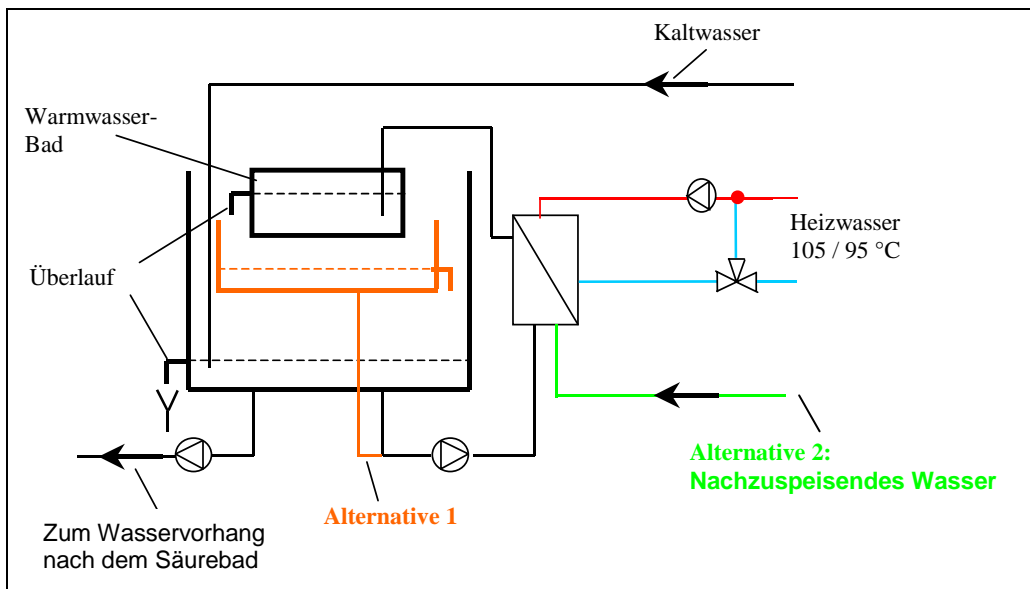 Kaltwasser
Warmwasser-
Bad
Heizwasser
105 / 95 °C
Überlauf
Alternative 2:
Nachzuspeisendes Wasser
Alternative 1
Zum Wasservorhang
nach dem Säurebad